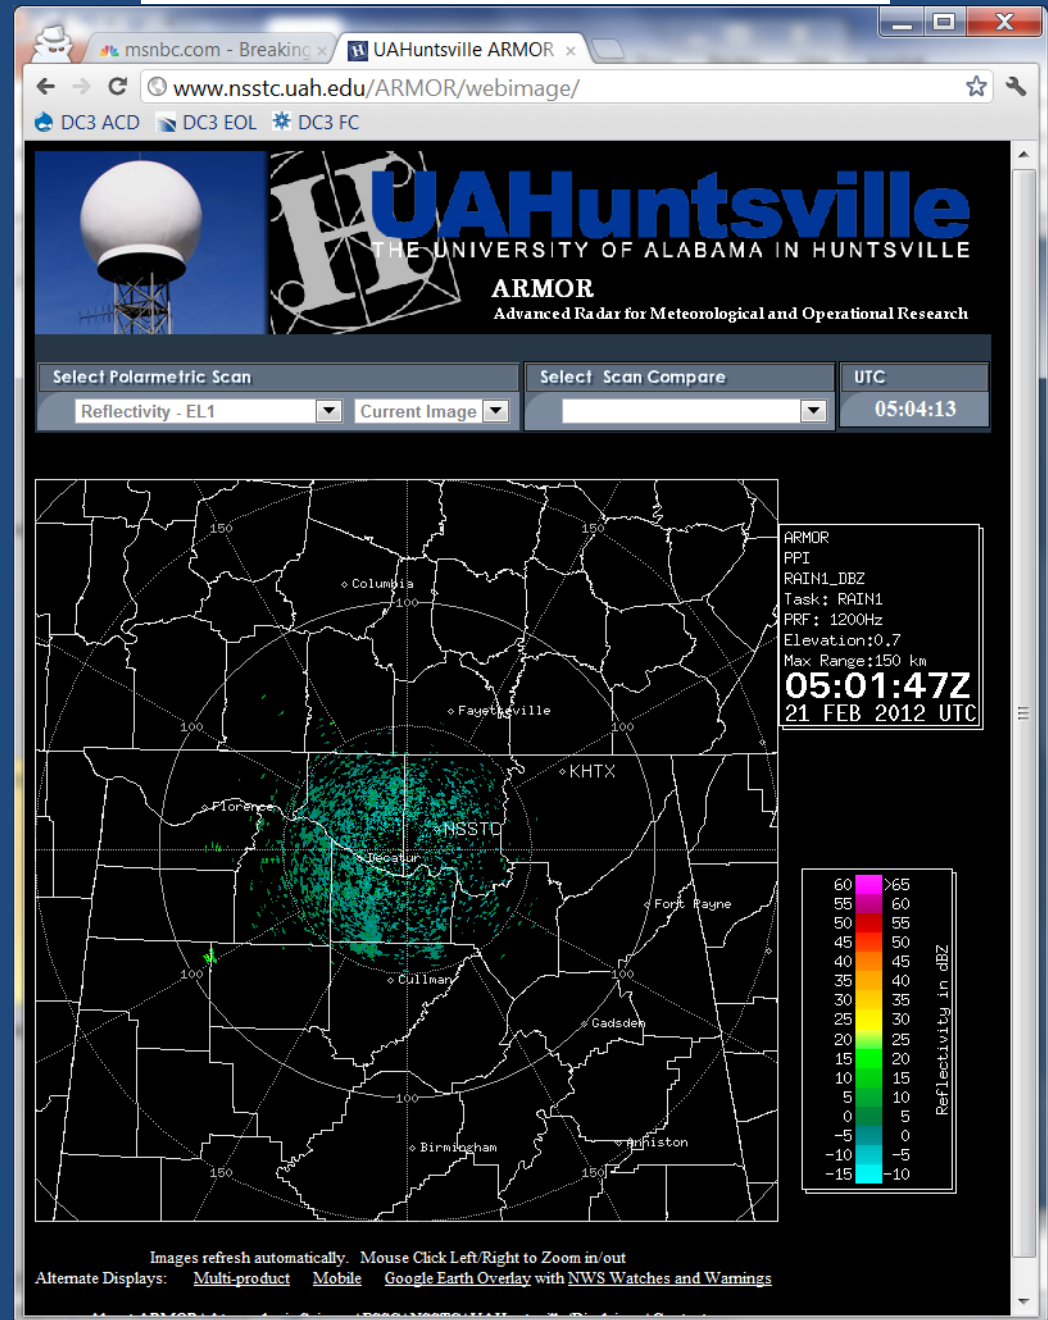 msnbc.com - Breaking
UAHuntsville ARMOR
www.nsstc.uah.edu/ARMOR/webimage/
DC3 ACD DC3 EOL DC3 FC
UAHuntsville
THE UNIVERSITY OF ALABAMA IN HUNTSVILLE
ARMOR
Advanced Radar for Meteorological and Operational Research
Select Polarmetric Scan
Select Scan Compare
UTC
Reflectivity - EL1
Current Image
05:04:13
150
150
Columbia
100
Fayetteville
100
100
KHTX
Florence
NSSTC
Decatur
Fort Payne
100
100
Cullman
Gadsden
100
Birmingham
Anniston
150
150
ARMOR
PPI
RAIN1_DBZ
Task: RAIN1
PRF: 1200Hz
Elevation:0.7
Max Range:150 km
05:01:47Z
21 FEB 2012 UTC
60 >65
55 60
50 55
45 50
40 45
35 40
30 35
25 30
20 25
15 20
10 15
5 10
0 5
-5 0
-10 -5
-15 -10
Reflectivity in dBZ
Images refresh automatically. Mouse Click Left/Right to Zoom in/out
Alternate Displays: Multi-product Mobile Google Earth Overlay with NWS Watches and Warnings